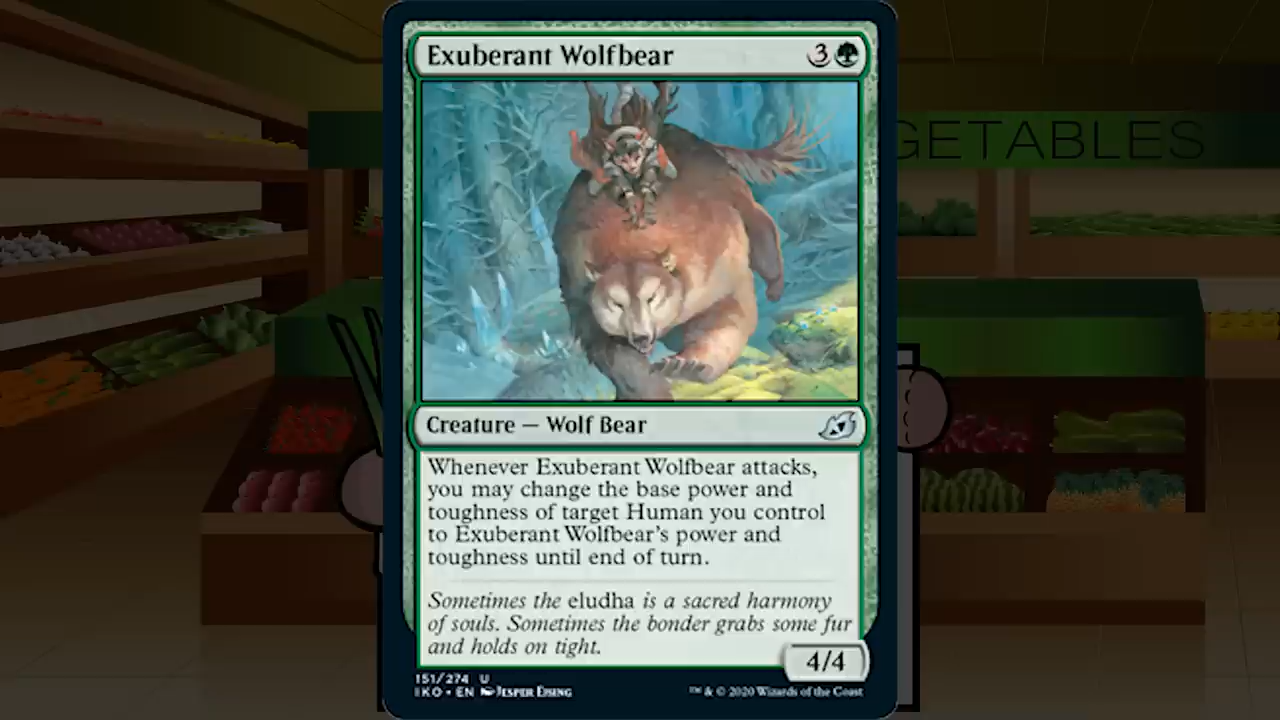 Exuberant Wolfbear 3
GETABLES
Creature — Wolf Bear
Whenever Exuberant Wolfbear attacks,
you may change the base power and
toughness of target Human you control
to Exuberant Wolfbear's power and
toughness until end of turn.
Sometimes the eludha is a sacred harmony
of souls. Sometimes the bonder grabs some fur
and holds on tight.
4/4
151/274 U
IKO • EN Jesper Ejsing
™ & © 2020 Wizards of the Coast